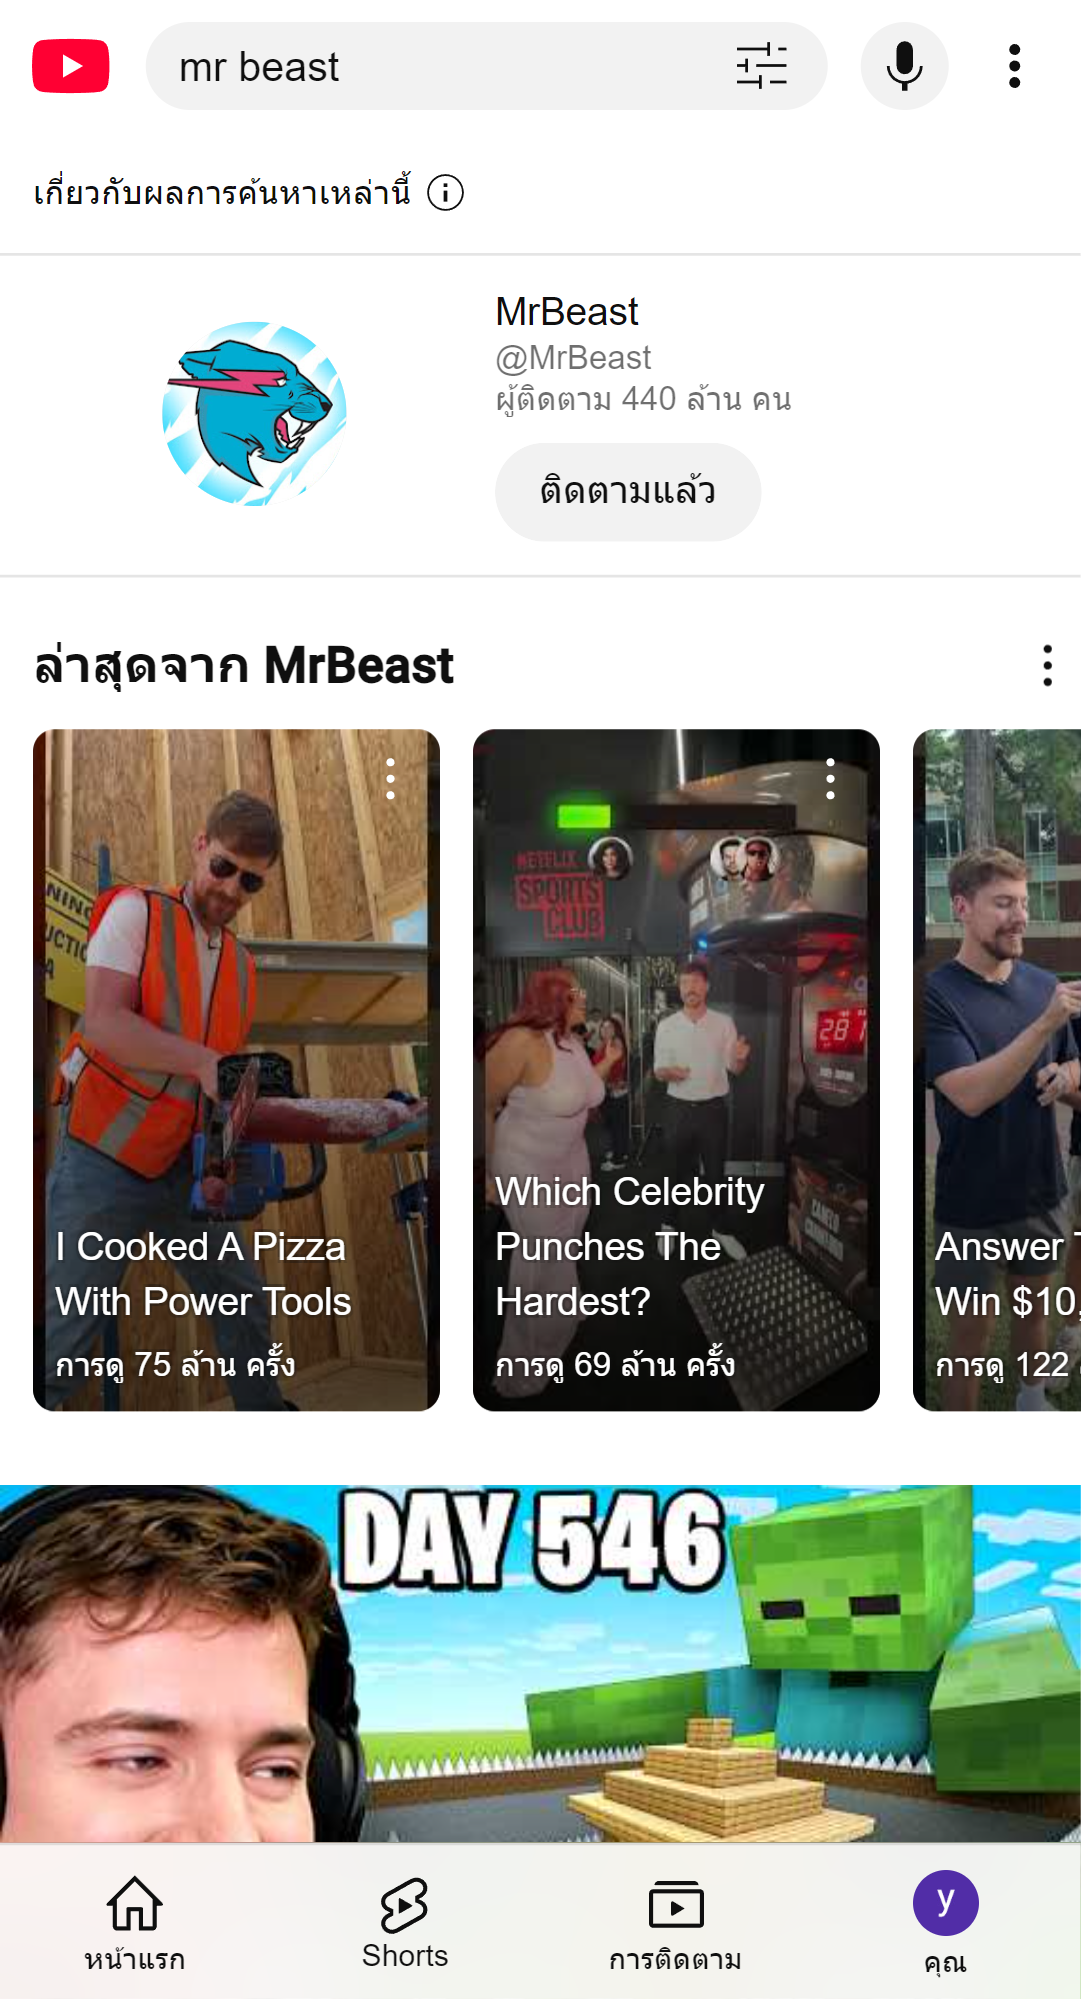 mr beast
เกี่ยวกับผลการค้นหาเหล่านี้
MrBeast
@MrBeast
ผู้ติดตาม 440 ล้าน คน
ติดตามแล้ว
ล่าสุดจาก MrBeast
NETFLIX
SPORTS
CLUB
281
I Cooked A Pizza
With Power Tools
การดู 75 ล้าน ครั้ง
Which Celebrity
Punches The
Hardest?
การดู 69 ล้าน ครั้ง
Answer
Win $10,
การดู 122
DAY 546
หน้าแรก
Shorts
การติดตาม
y
คุณ